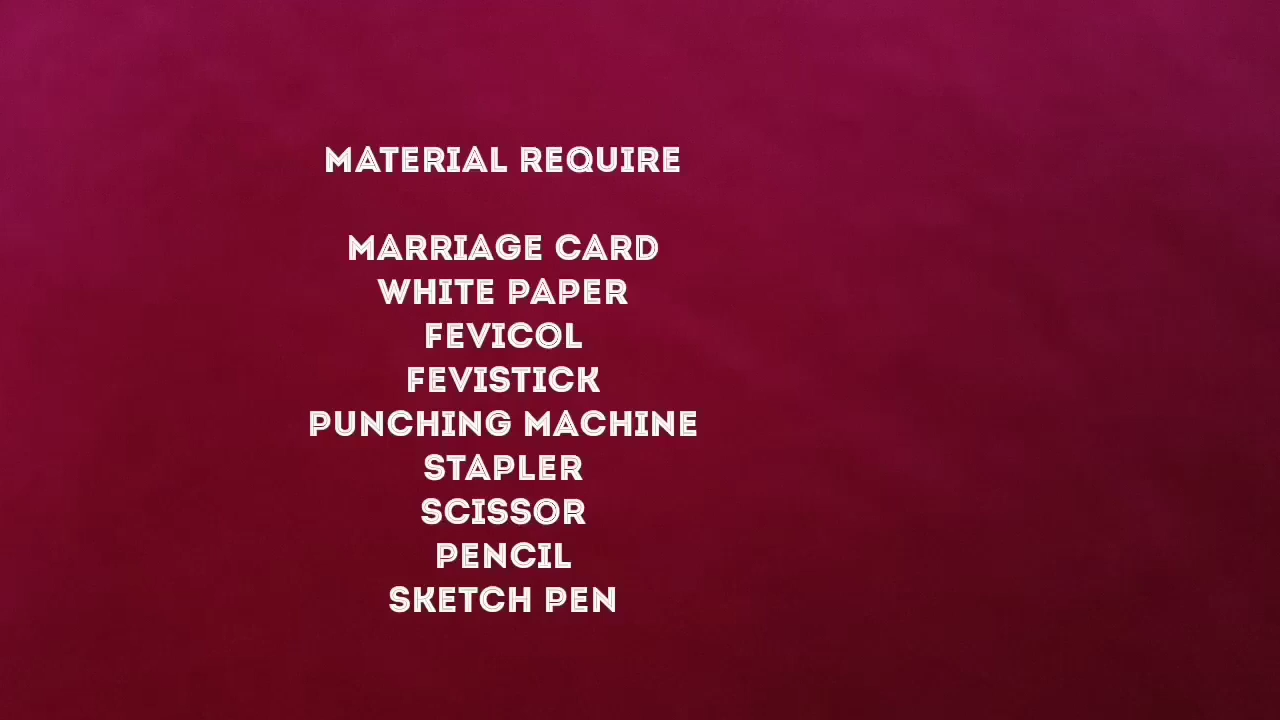 MATERIAL REQUIRE
MARRIAGE CARD
WHITE PAPER
FEVICOL
FEVISTICK
PUNCHING MACHINE
STAPLER
SCISSOR
PENCIL
SKETCH PEN